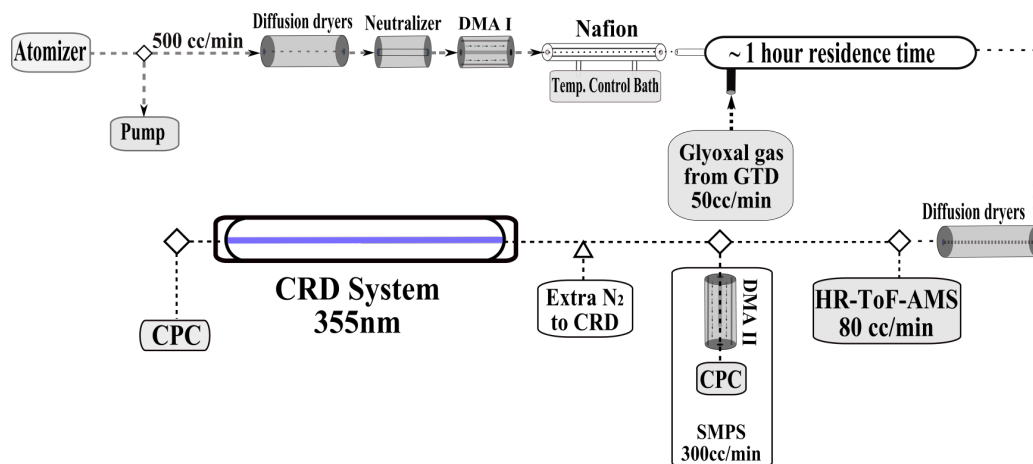 Atomizer
500 cc/min
Diffusion dryers
Neutralizer
DMA I
Nafion
Temp. Control Bath
~ 1 hour residence time
Pump
Glyoxal gas
from GTD
50cc/min
Diffusion dryers
HR-ToF-AMS
80 cc/min
DMA II
CPC
SMPS
300cc/min
Extra N₂
to CRD
CRD System
355nm
CPC